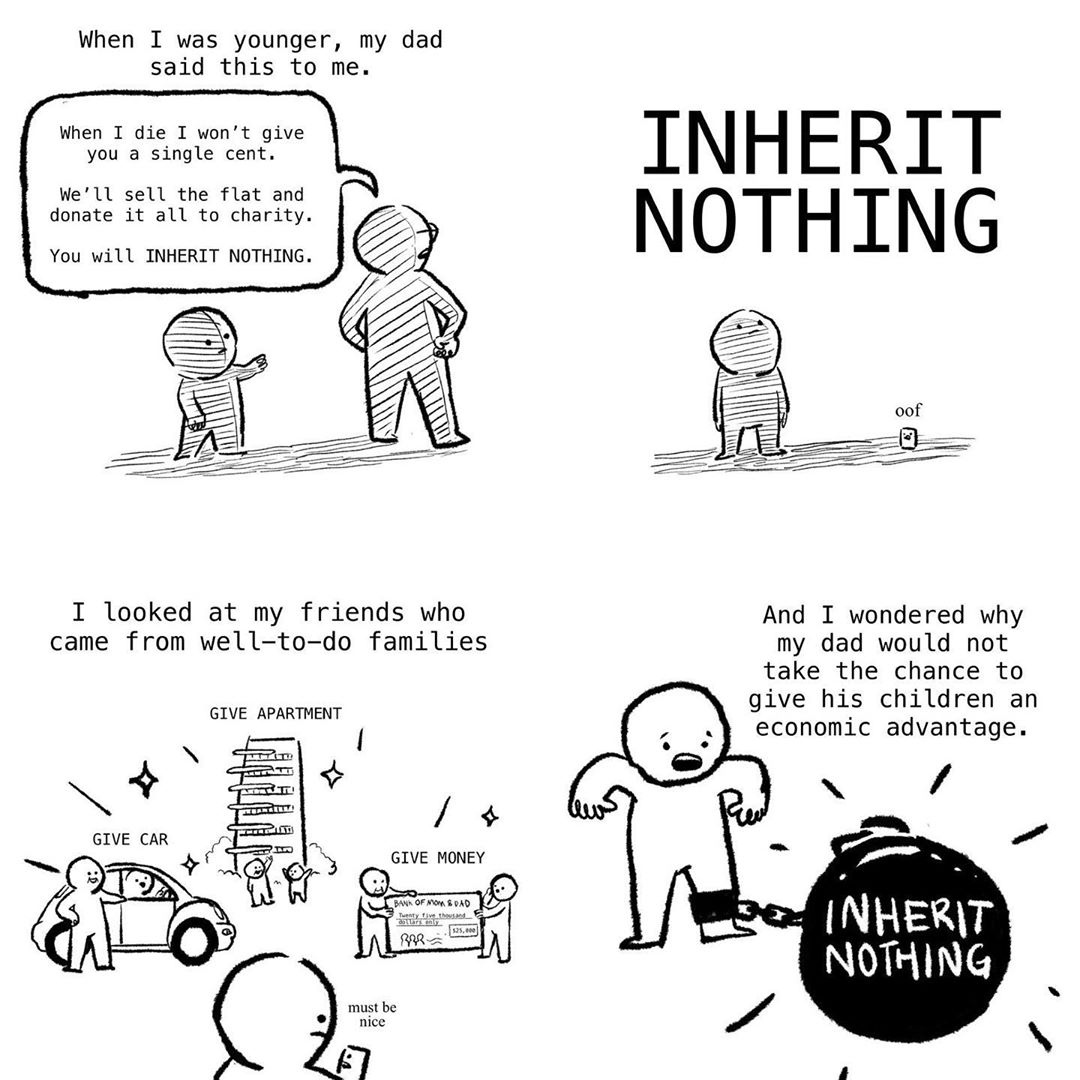 When I was younger, my dad
said this to me.
When I die I won't give
you a single cent.
We'll sell the flat and
donate it all to charity.
You will INHERIT NOTHING.
INHERIT
NOTHING
oof
I looked at my friends who
came from well-to-do families
GIVE APARTMENT
GIVE CAR
GIVE MONEY
BANK OF MOM & DAD
Twenty five thousand
dollars only
$25,000
must be
nice
And I wondered why
my dad would not
take the chance to
give his children an
economic advantage.
INHERIT
NOTHING